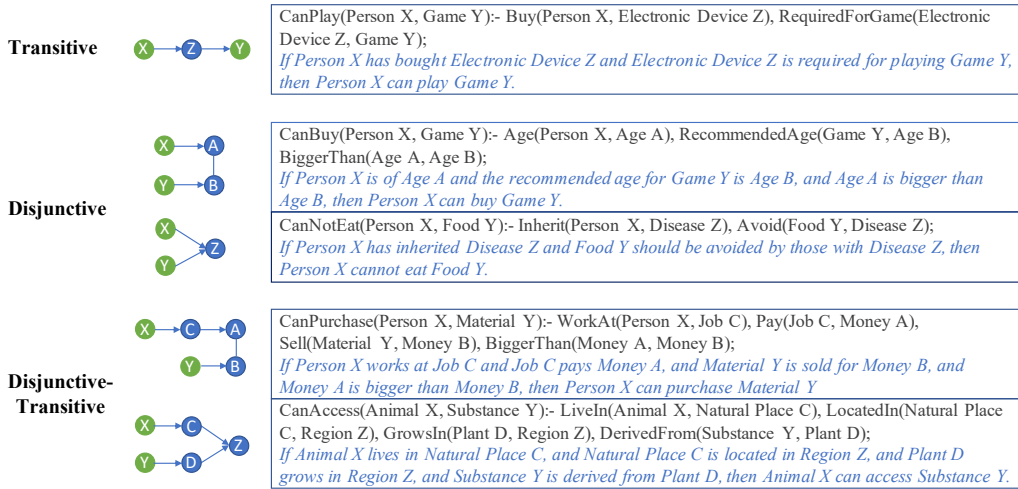 Transitive
X Z Y
CanPlay(Person X, Game Y):- Buy(Person X, Electronic Device Z), RequiredForGame(Electronic
Device Z, Game Y);
If Person X has bought Electronic Device Z and Electronic Device Z is required for playing Game Y,
then Person X can play Game Y.
Disjunctive
X A
Y B
CanBuy(Person X, Game Y):- Age(Person X, Age A), RecommendedAge(Game Y, Age B),
BiggerThan(Age A, Age B);
If Person X is of Age A and the recommended age for Game Y is Age B, and Age A is bigger than
Age B, then Person X can buy Game Y.
X
Z
Y
CanNotEat(Person X, Food Y):- Inherit(Person X, Disease Z), Avoid(Food Y, Disease Z);
If Person X has inherited Disease Z and Food Y should be avoided by those with Disease Z, then
Person X cannot eat Food Y.
Disjunctive-
Transitive
X C A
Y B
CanPurchase(Person X, Material Y):- WorkAt(Person X, Job C), Pay(Job C, Money A),
Sell(Material Y, Money B), BiggerThan(Money A, Money B);
If Person X works at Job C and Job C pays Money A, and Material Y is sold for Money B, and
Money A is bigger than Money B, then Person X can purchase Material Y
X C
Z
Y D
CanAccess(Animal X, Substance Y):- LiveIn(Animal X, Natural Place C), LocatedIn(Natural Place
C, Region Z), GrowsIn(Plant D, Region Z), DerivedFrom(Substance Y, Plant D);
If Animal X lives in Natural Place C, and Natural Place C is located in Region Z, and Plant D
grows in Region Z, and Substance Y is derived from Plant D, then Animal X can access Substance Y.